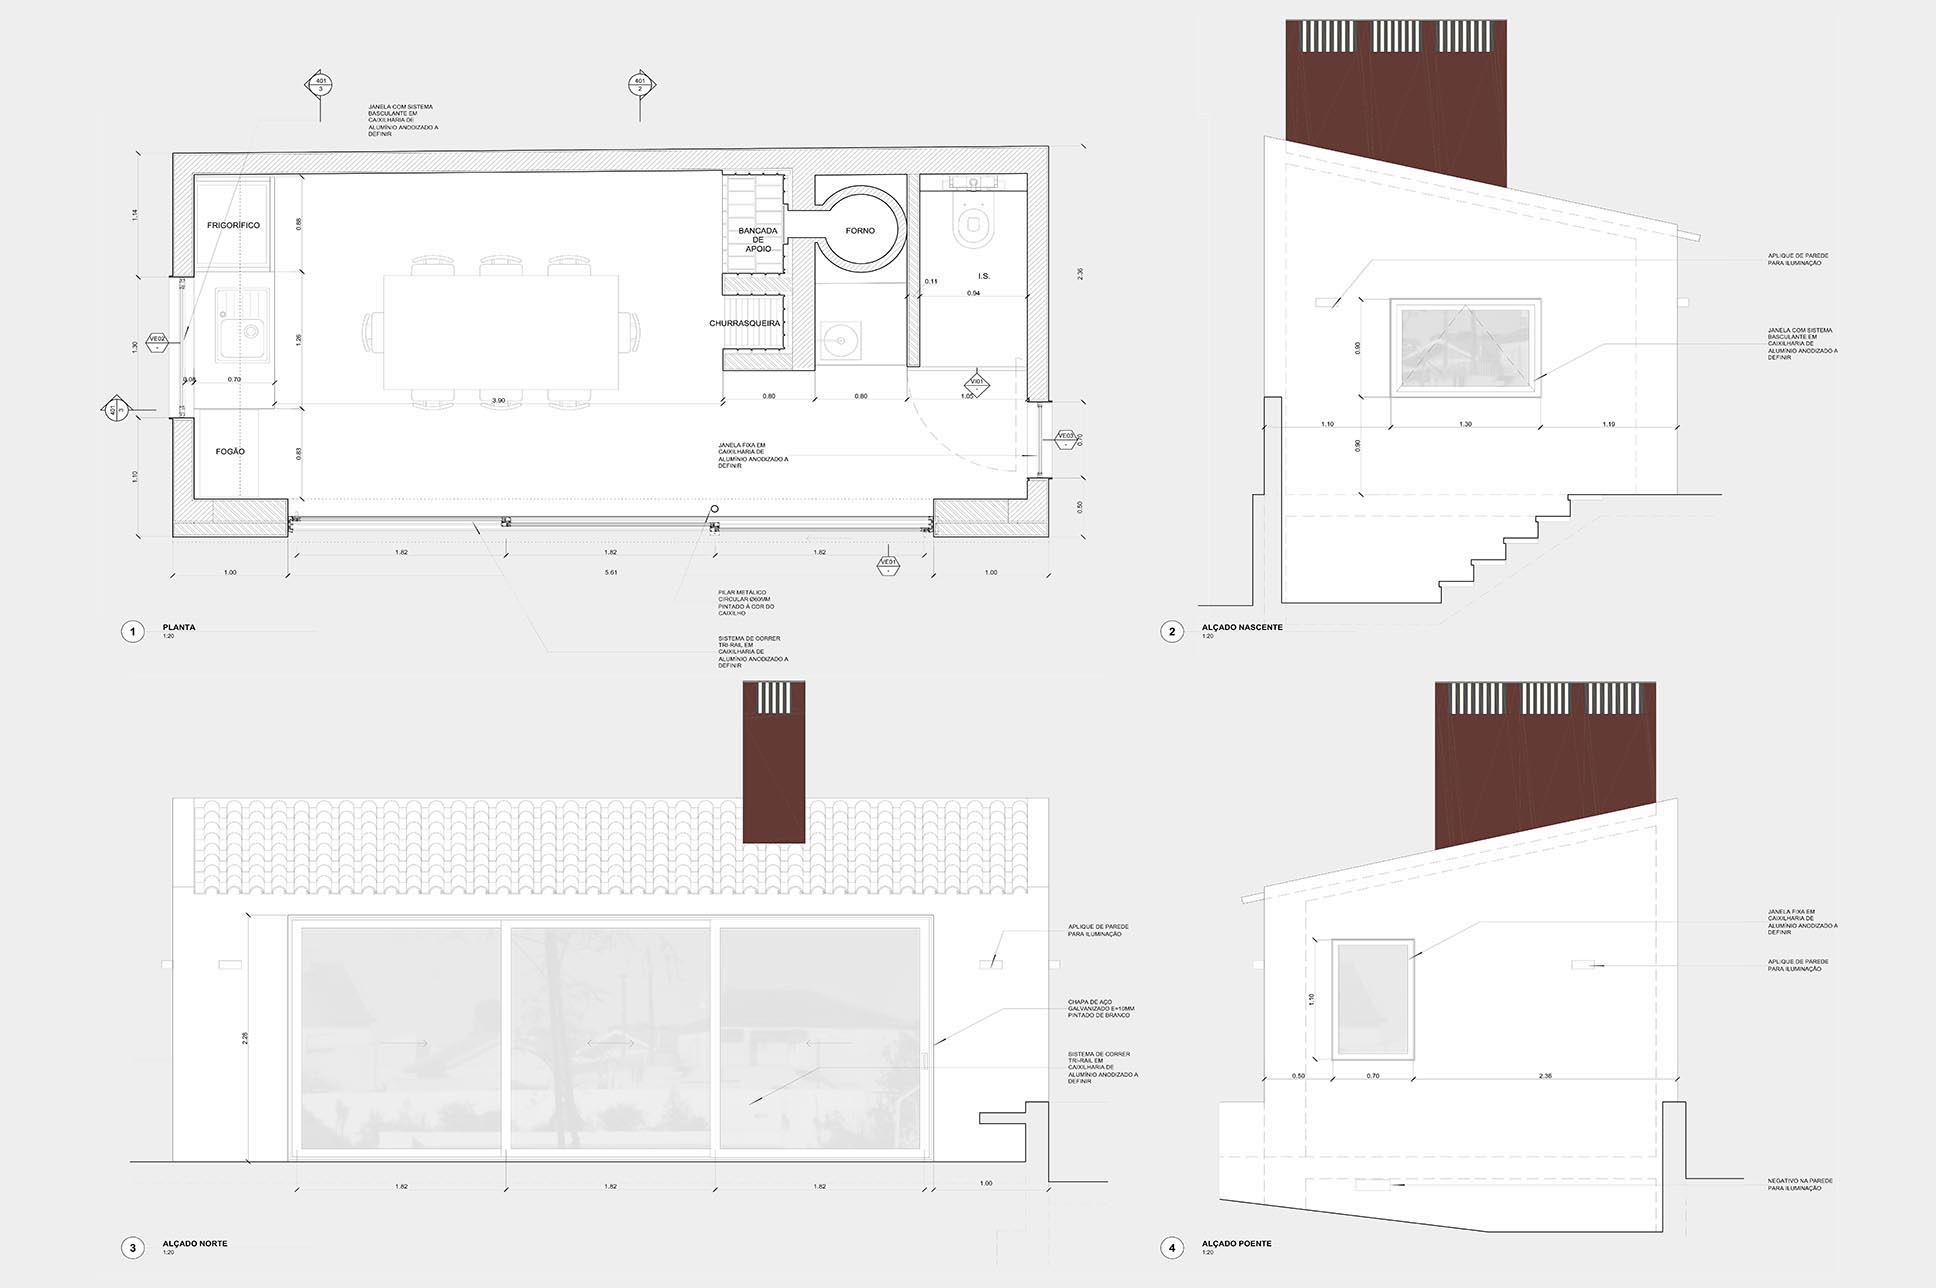 401
3
401
2
JANELA COM SISTEMA
BASCULANTE EM
CAIXILHARIA DE
ALUMÍNIO ANODIZADO A
DEFINIR
1.14
1.30
1.10
FRIGORÍFICO
0.88
1.26
0.83
BANCADA
DE
APOIO
FORNO
I.S.
0.11
0.94
2.36
CHURRASQUEIRA
VE02
0.08
0.70
3.90
0.80
0.80
1.05
VI01
401
3
FOGÃO
JANELA FIXA EM
CAIXILHARIA DE
ALUMÍNIO ANODIZADO A
DEFINIR
VE03
0.70
0.50
1.82
1.82
1.82
VE01
1.00
5.61
1.00
PILAR METÁLICO
CIRCULAR Ø60MM
PINTADO À COR DO
CAIXILHO
SISTEMA DE CORRER
TRI-RAIL EM
CAIXILHARIA DE
ALUMÍNIO ANODIZADO A
DEFINIR
1
PLANTA
1:20
APLIQUE DE PAREDE
PARA ILUMINAÇÃO
JANELA COM SISTEMA
BASCULANTE EM
CAIXILHARIA DE
ALUMÍNIO ANODIZADO A
DEFINIR
0.90
1.10
1.30
1.19
0.90
2
ALÇADO NASCENTE
1:20
APLIQUE DE PAREDE
PARA ILUMINAÇÃO
CHAPA DE AÇO
GALVANIZADO E=10MM
PINTADO DE BRANCO
SISTEMA DE CORRER
TRI-RAIL EM
CAIXILHARIA DE
ALUMÍNIO ANODIZADO A
DEFINIR
2.28
1.82
1.82
1.82
1.00
3
ALÇADO NORTE
1:20
JANELA FIXA EM
CAIXILHARIA DE
ALUMÍNIO ANODIZADO A
DEFINIR
APLIQUE DE PAREDE
PARA ILUMINAÇÃO
1.10
0.50
0.70
2.36
NEGATIVO NA PAREDE
PARA ILUMINAÇÃO
4
ALÇADO POENTE
1:20